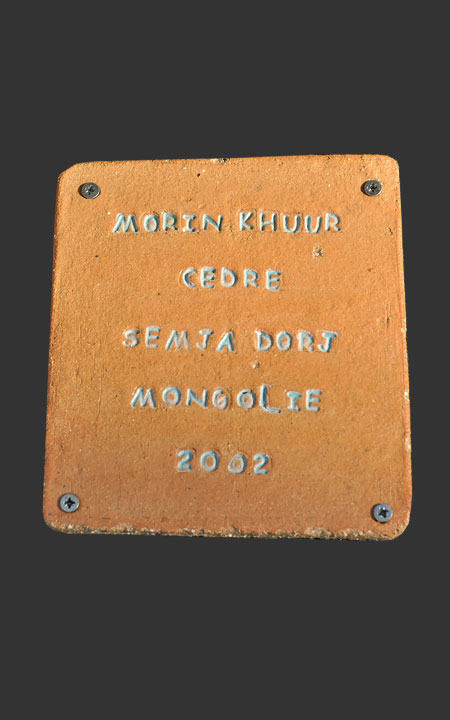 MORIN KHUUR
CEDRE
SEMJA DORJ
MONGOLIE
2002